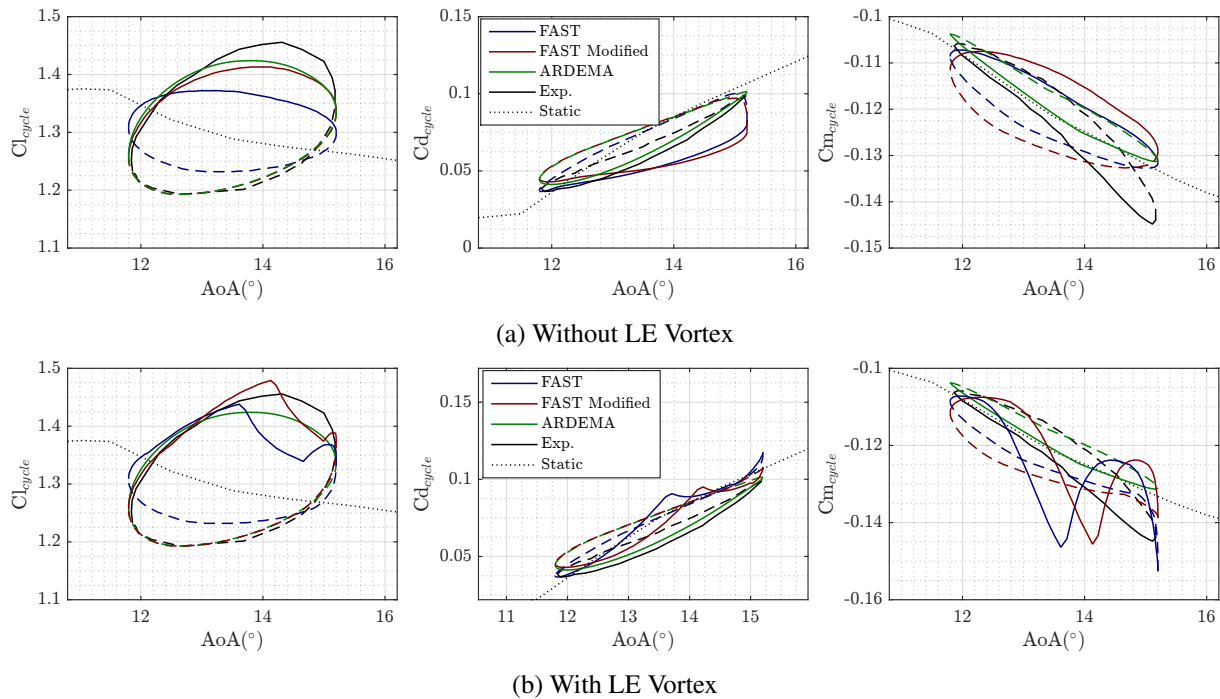 1.5
1.4
1.3
1.2
1.1
12
14
16
AoA(°)
Cl_cycle
0.15
0.1
0.05
0
12
14
16
AoA(°)
Cd_cycle
FAST
FAST Modified
ARDEMA
Exp.
Static
-0.1
-0.11
-0.12
-0.13
-0.14
-0.15
12
14
16
AoA(°)
Cm_cycle
(a) Without LE Vortex
1.5
1.4
1.3
1.2
1.1
12
14
16
AoA(°)
Cl_cycle
0.15
0.1
0.05
11
12
13
14
15
AoA(°)
Cd_cycle
FAST
FAST Modified
ARDEMA
Exp.
Static
-0.1
-0.12
-0.14
-0.16
12
14
16
AoA(°)
Cm_cycle
(b) With LE Vortex